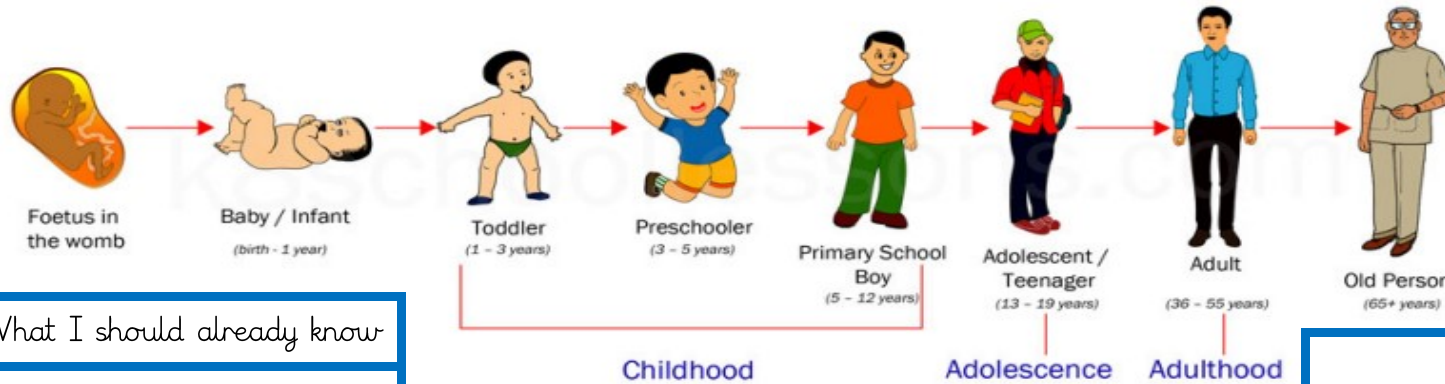 Foetus in
the womb
Baby / Infant
(birth - 1 year)
Toddler
(1 – 3 years)
Preschooler
(3 – 5 years)
Primary School
Boy
(5 – 12 years)
Adolescent /
Teenager
(13 – 19 years)
Adult
(36 – 55 years)
Old Person
(65+ years)
What I should already know
Childhood
Adolescence
Adulthood